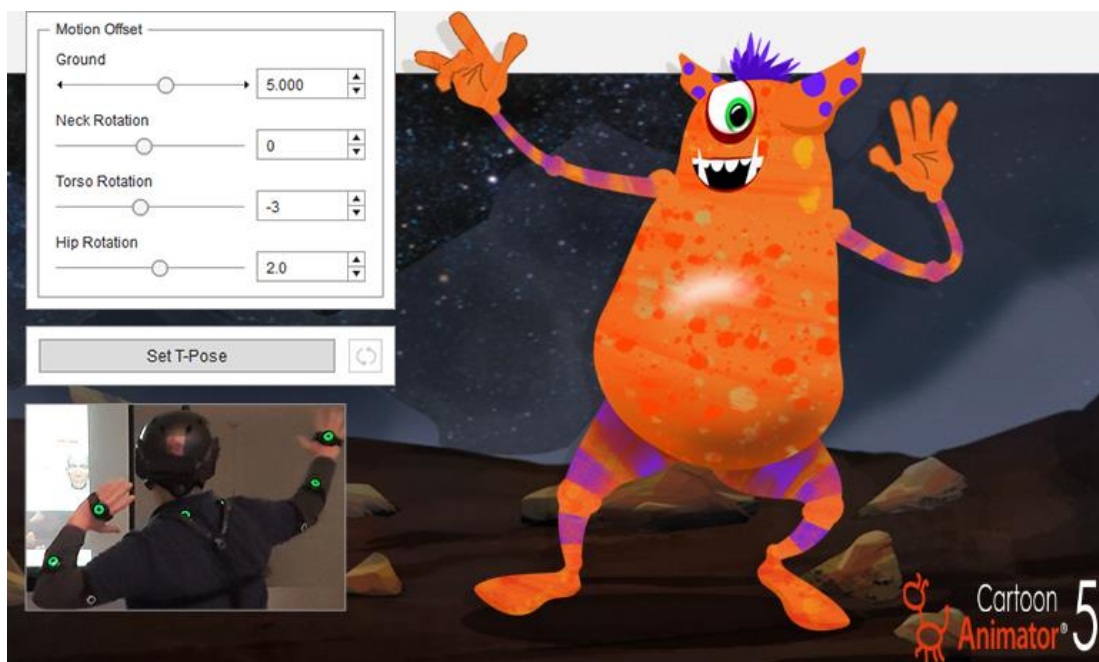 Motion Offset
Ground
5.000
Neck Rotation
0
Torso Rotation
-3
Hip Rotation
2.0
Set T-Pose
Cartoon
Animator® 5